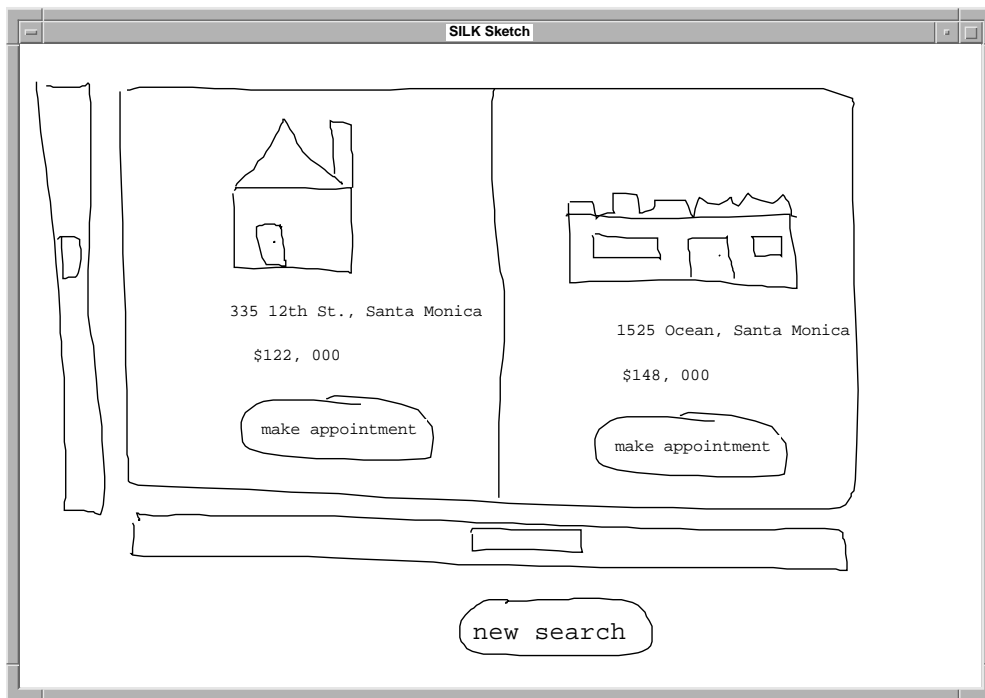 SILK Sketch
335 12th St., Santa Monica
$122, 000
make appointment
1525 Ocean, Santa Monica
$148, 000
make appointment
new search